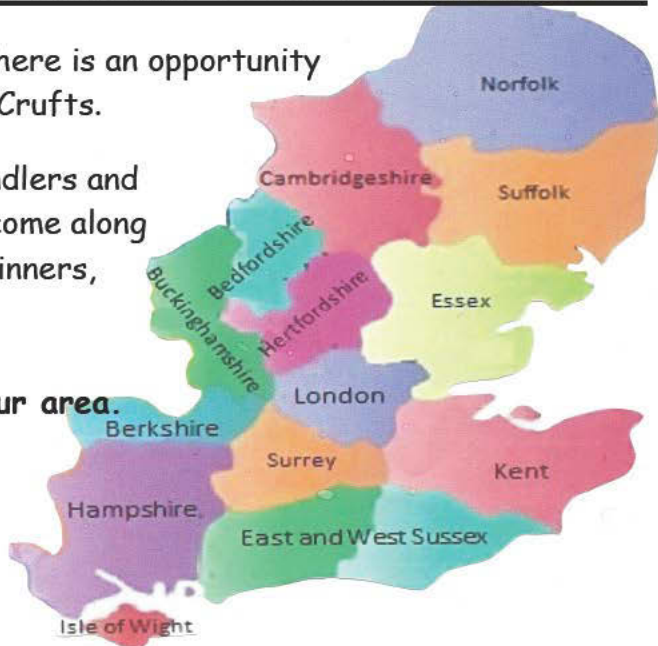 here is an opportunity
Crufts.
dlers and
come along
inners,
ur area.
Norfolk
Cambridgeshire
Suffolk
Bedfordshire
Buckinghamshire
Hertfordshire
Essex
London
Berkshire
Surrey
Kent
Hampshire
East and West Sussex
Isle of Wight